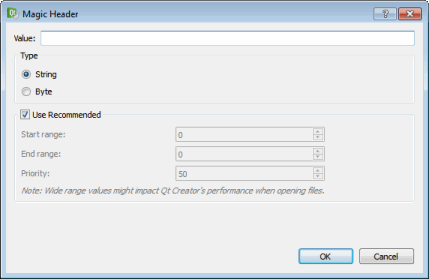 Qt Magic Header
Value:
Type
String
Byte
Use Recommended
Start range: 0
End range: 0
Priority: 50
Note: Wide range values might impact Qt Creator's performance when opening files.
OK Cancel